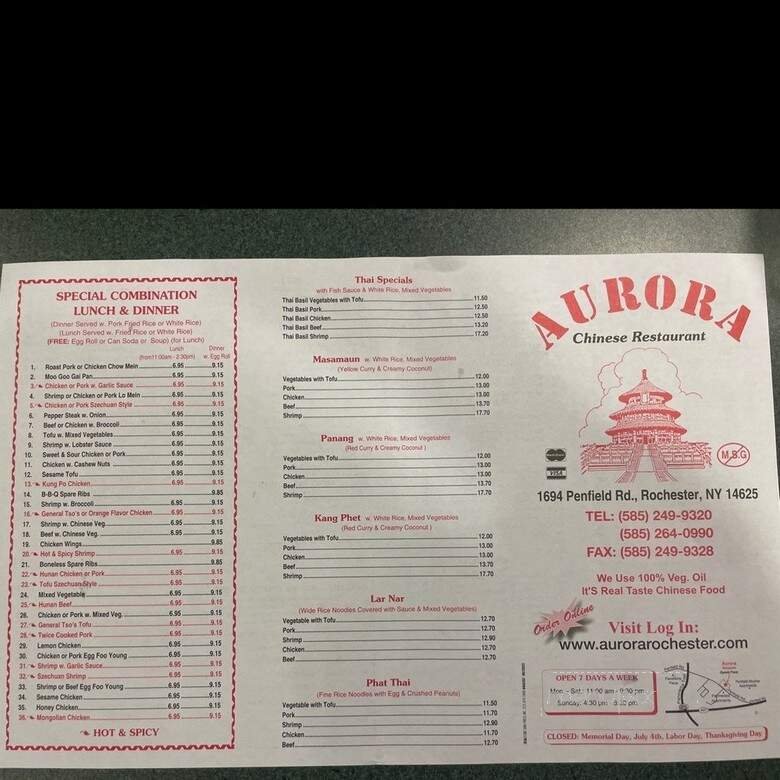 SPECIAL COMBINATION
LUNCH & DINNER
(Dinner Served w. Pork Fried Rice or White Rice)
(Lunch Served w. Fried Rice or White Rice)
(FREE: Egg Roll or Can Soda or Soup) (for Lunch)
Lunch Dinner
(from11:00am - 2:30pm) w. Egg Roll
1. Roast Pork or Chicken Chow Mein 6.95 9.15
2. Moo Goo Gai Pan 6.95 9.15
3. Chicken or Pork w. Garlic Sauce 6.95 9.15
4. Shrimp or Chicken or Pork Lo Mein 6.95 9.15
5. Chicken or Pork Szechuan Style 6.95 9.15
6. Pepper Steak w. Onion 6.95 9.15
7. Beef or Chicken w. Broccoli 6.95 9.15
8. Tofu w. Mixed Vegetables 6.95 9.15
9. Shrimp w. Lobster Sauce 6.95 9.15
10. Sweet & Sour Chicken or Pork 6.95 9.15
11. Chicken w. Cashew Nuts 6.95 9.15
12. Sesame Tofu 6.95 9.15
13. Kung Po Chicken 6.95 9.15
14. B-B-Q Spare Ribs 9.85
15. Shrimp w. Broccoli 6.95 9.15
16. General Tso's or Orange Flavor Chicken 6.95 9.15
17. Shrimp w. Chinese Veg. 6.95 9.15
18. Beef w. Chinese Veg. 6.95 9.15
19. Chicken Wings 9.85
20. Hot & Spicy Shrimp 6.95 9.15
21. Boneless Spare Ribs 9.85
22. Hunan Chicken or Pork 6.95 9.15
23. Tofu Szechuan Style 6.95 9.15
24. Mixed Vegetable 6.95 9.15
25. Hunan Beef 6.95 9.15
26. Chicken or Pork w. Mixed Veg. 6.95 9.15
27. General Tso's Tofu 6.95 9.15
28. Twice Cooked Pork 6.95 9.15
29. Lemon Chicken 6.95 9.15
30. Chicken or Pork Egg Foo Young 6.95 9.15
31. Shrimp w. Garlic Sauce 6.95 9.15
32. Szechuan Shrimp 6.95 9.15
33. Shrimp or Beef Egg Foo Young 6.95 9.15
34. Sesame Chicken 6.95 9.15
35. Honey Chicken 6.95 9.15
36. Mongolian Chicken 6.95 9.15
HOT & SPICY
Thai Specials
with Fish Sauce & White Rice, Mixed Vegetables
Thai Basil Vegetables with Tofu 11.50
Thai Basil Pork 12.50
Thai Basil Chicken 12.50
Thai Basil Beef 13.20
Thai Basil Shrimp 17.20
Masamaun w. White Rice, Mixed Vegetables
(Yellow Curry & Creamy Coconut)
Vegetables with Tofu 12.00
Pork 13.00
Chicken 13.00
Beef 13.70
Shrimp 17.70
Panang w. White Rice, Mixed Vegetables
(Red Curry & Creamy Coconut )
Vegetables with Tofu 12.00
Pork 13.00
Chicken 13.00
Beef 13.70
Shrimp 17.70
Kang Phet w. White Rice, Mixed Vegetables
(Red Curry & Creamy Coconut )
Vegetables with Tofu 12.00
Pork 13.00
Chicken 13.00
Beef 13.70
Shrimp 17.70
Lar Nar
(Wide Rice Noodles Covered with Sauce & Mixed Vegetables)
Vegetable with Tofu 12.70
Pork 12.70
Shrimp 12.90
Chicken 12.70
Beef 12.70
Phat Thai
(Fine Rice Noodles with Egg & Crushed Peanuts)
Vegetable with Tofu 11.50
Pork 11.70
Shrimp 12.90
Chicken 11.70
Beef 12.70
AURORA
Chinese Restaurant
VISA
M.S.G
1694 Penfield Rd., Rochester, NY 14625
TEL: (585) 249-9320
(585) 264-0990
FAX: (585) 249-9328
We Use 100% Veg. Oil
It'S Real Taste Chinese Food
Order Online
Visit Log In:
www.aurorarochester.com
OPEN 7 DAYS A WEEK
Mon - Sat.: 11:00 am - 9:30 pm
Sunday: 4:30 pm
CLOSED: Memorial Day, July 4th, Labor Day, Thanksgiving Day